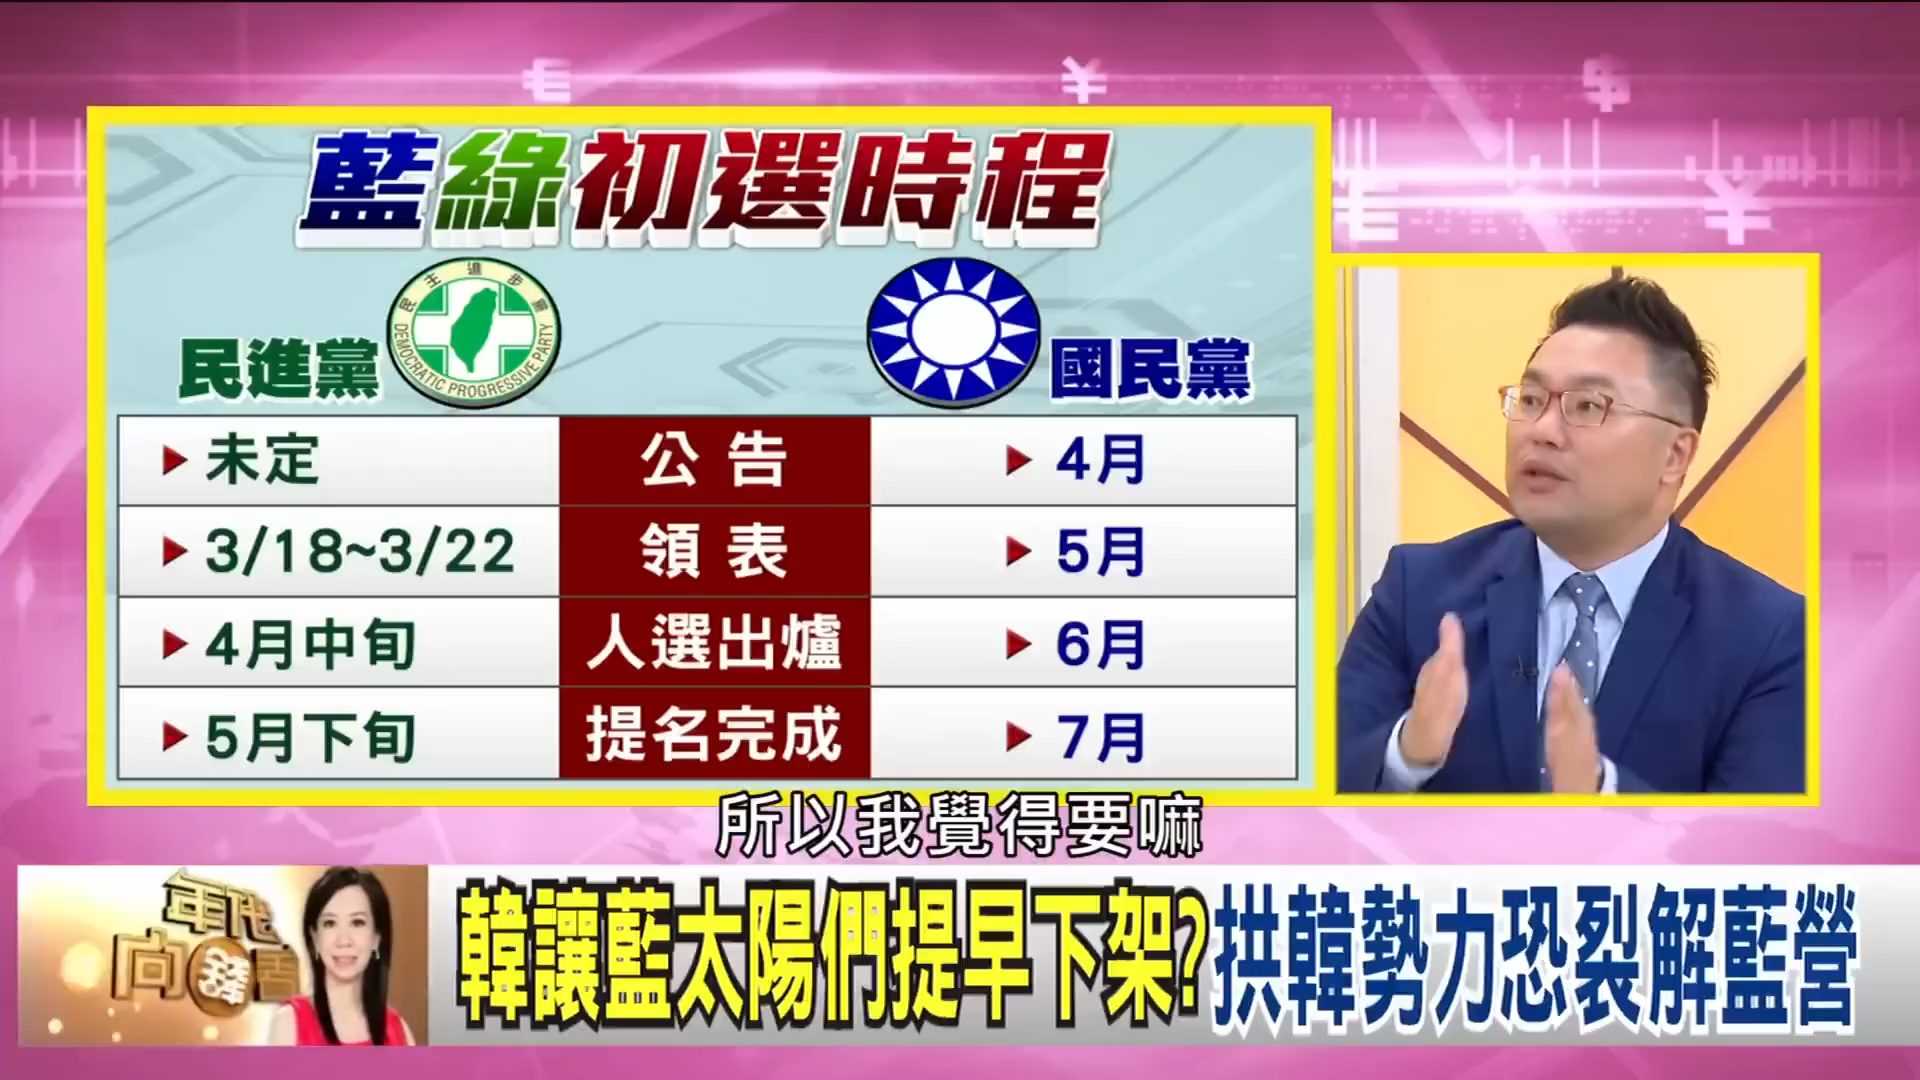 藍綠初選時程
民主進步黨
DEMOCRATIC PROGRESSIVE PARTY
民進黨 國民黨
未定 公告 4月
3/18~3/22 領表 5月
4月中旬 人選出爐 6月
5月下旬 提名完成 7月
所以我覺得要嘛
年代
向錢看
韓讓藍太陽們提早下架?拱韓勢力恐裂解藍營